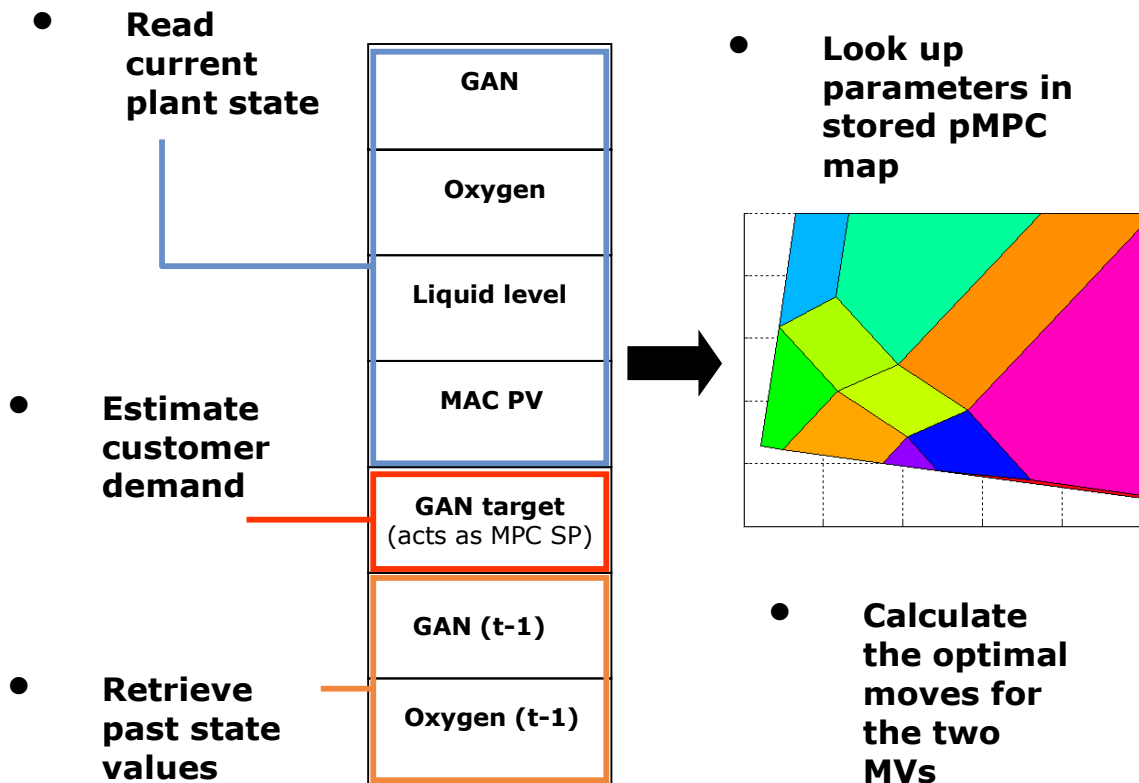 • Read
current
plant state
• Estimate
customer
demand
• Retrieve
past state
values
GAN
Oxygen
Liquid level
MAC PV
GAN target
(acts as MPC SP)
GAN (t-1)
Oxygen (t-1)
• Look up
parameters in
stored pMPC
map
• Calculate
the optimal
moves for
the two
MVs